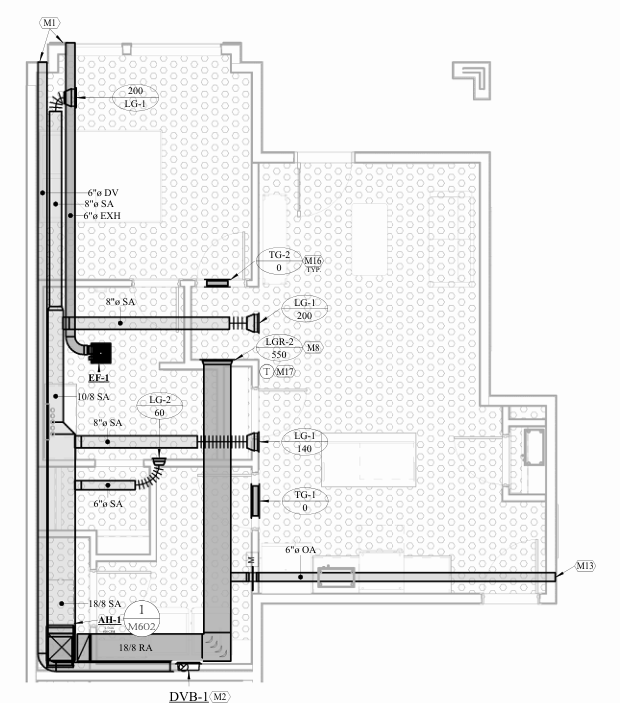 M1
200
LG-1
6"ø DV
8"ø SA
6"ø EXH
TG-2
0
M16
TYP.
8"ø SA
LG-1
200
LGR-2
550
M8
T
M17
EF-1
10/8 SA
LG-2
60
8"ø SA
LG-1
140
6"ø SA
TG-1
0
M
6"ø OA
M13
18/8 SA
AH-1
1
M602
18/8 RA
DVB-1
M2